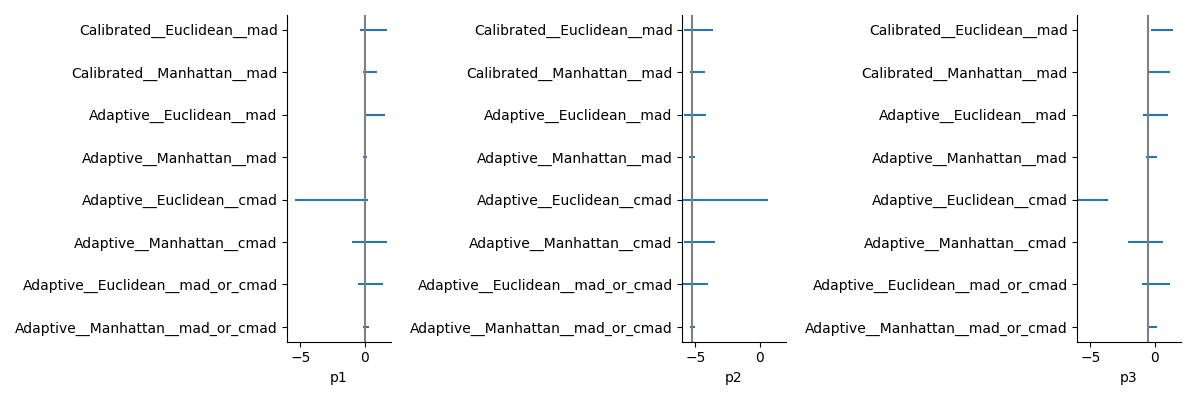 Calibrated__Euclidean__mad
Calibrated__Manhattan__mad
Adaptive__Euclidean__mad
Adaptive__Manhattan__mad
Adaptive__Euclidean__cmad
Adaptive__Manhattan__cmad
Adaptive__Euclidean__mad_or_cmad
Adaptive__Manhattan__mad_or_cmad
−5 0
p1
Calibrated__Euclidean__mad
Calibrated__Manhattan__mad
Adaptive__Euclidean__mad
Adaptive__Manhattan__mad
Adaptive__Euclidean__cmad
Adaptive__Manhattan__cmad
Adaptive__Euclidean__mad_or_cmad
Adaptive__Manhattan__mad_or_cmad
−5 0
p2
Calibrated__Euclidean__mad
Calibrated__Manhattan__mad
Adaptive__Euclidean__mad
Adaptive__Manhattan__mad
Adaptive__Euclidean__cmad
Adaptive__Manhattan__cmad
Adaptive__Euclidean__mad_or_cmad
Adaptive__Manhattan__mad_or_cmad
−5 0
p3